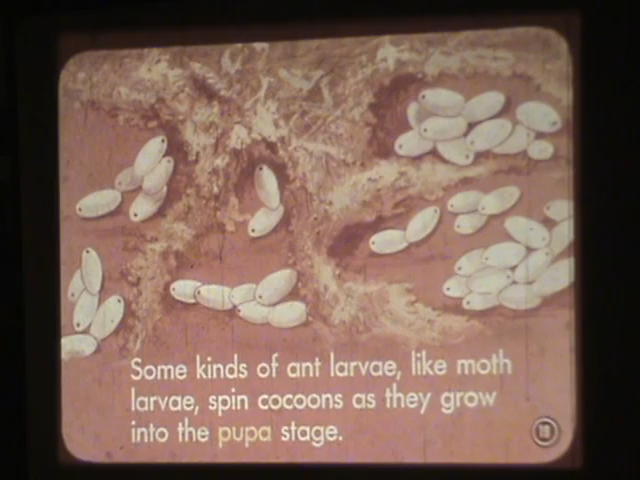 Some kinds of ant larvae, like moth
larvae, spin cocoons as they grow
into the pupa stage.